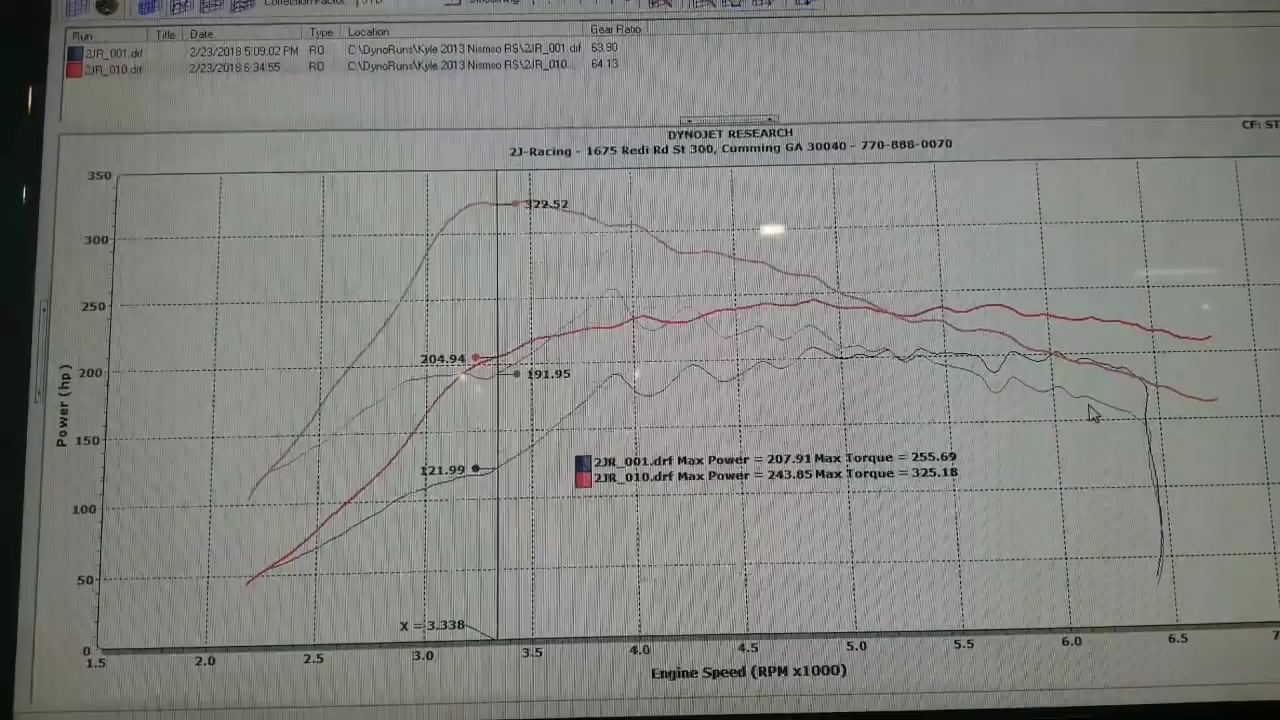 Run Title Date Type Location Gear Ratio
2JR_001.drf 2/23/2018 5:09:02 PM RO C:\DynoRuns\Kyle 2013 Nismso RS\2JR_001.drf 63.90
2JR_010.drf 2/23/2018 6:34:55 RO C:\DynoRuns\Kyle 2013 Nismso RS\2JR_010 64.13
DYNOJET RESEARCH
CF: ST
2J-Racing - 1675 Redi Rd St 300, Cumming GA 30040 - 770-888-0070
350
322.52
300
250
204.94
191.95
200
Power (hp)
150
121.99
2JR_001.drf Max Power = 207.91 Max Torque = 255.69
2JR_010.drf Max Power = 243.85 Max Torque = 325.18
100
50
X = 3.338
0
1.5 2.0 2.5 3.0 3.5 4.0 4.5 5.0 5.5 6.0 6.5
Engine Speed (RPM x1000)